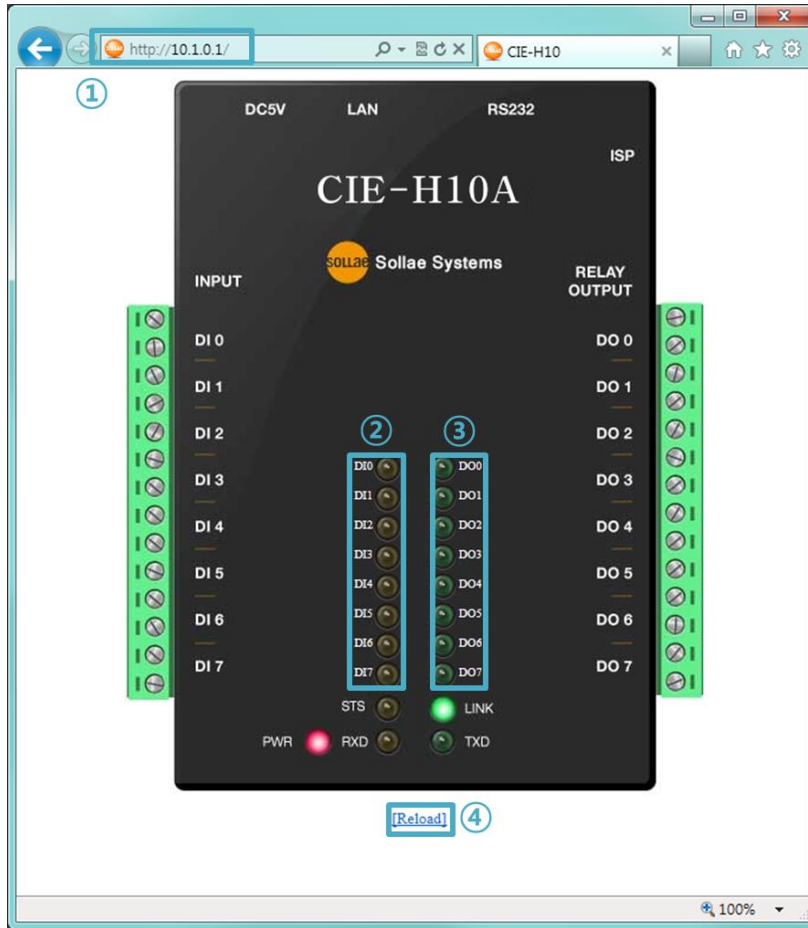 http://10.1.0.1/
CIE-H10
①
DC5V LAN RS232
ISP
CIE-H10A
SOLLAE Sollae Systems
INPUT
RELAY
OUTPUT
DI 0 DO 0
DI 1 DO 1
DI 2 DO 2
DI 3 DO 3
DI 4 DO 4
DI 5 DO 5
DI 6 DO 6
DI 7 DO 7
② ③
DI0 DO0
DI1 DO1
DI2 DO2
DI3 DO3
DI4 DO4
DI5 DO5
DI6 DO6
DI7 DO7
STS LINK
PWR RXD TXD
[Reload] ④
100%